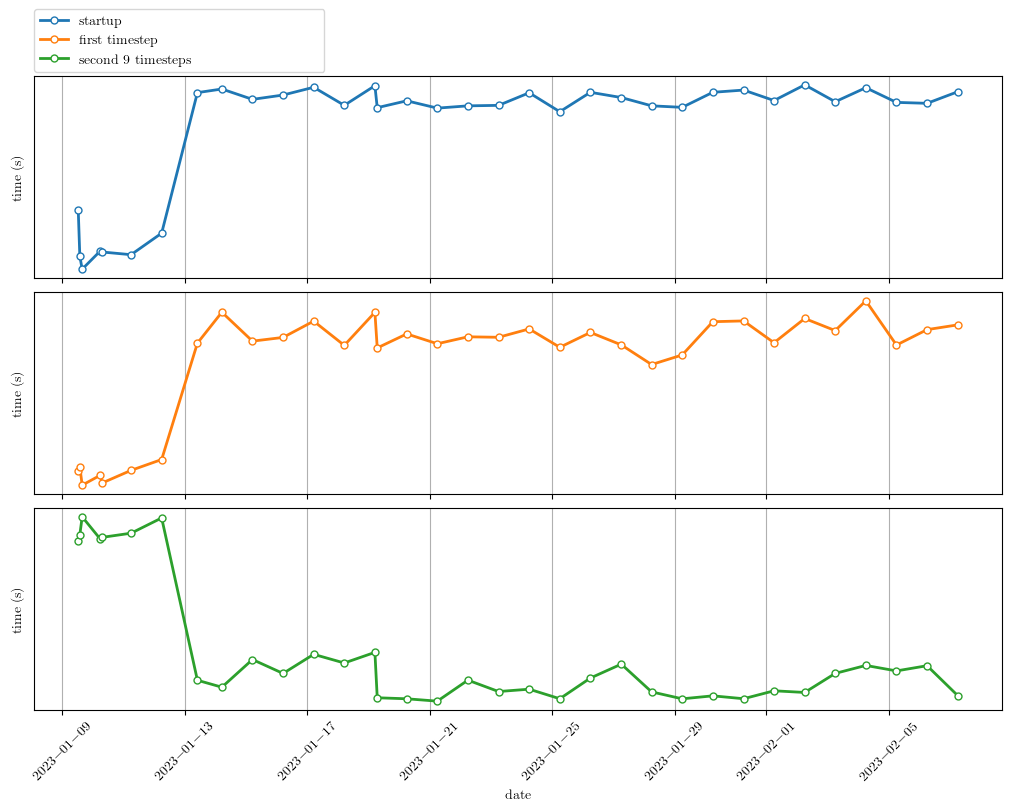 startup
first timestep
second 9 timesteps
time (s)
time (s)
time (s)
2023−01−09
2023−01−13
2023−01−17
2023−01−21
2023−01−25
2023−01−29
2023−02−01
2023−02−05
date